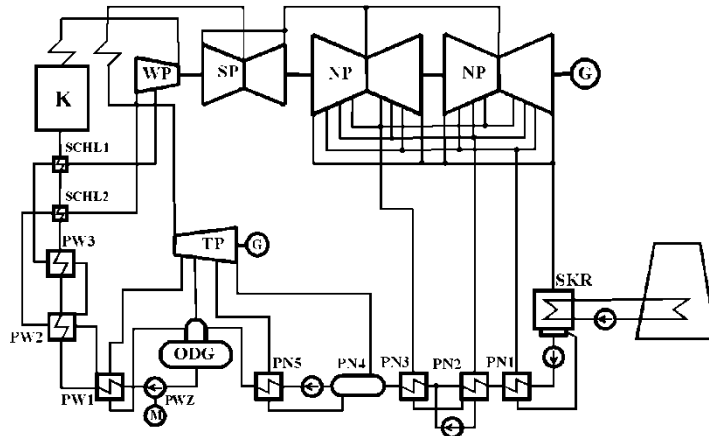 WP
SP
NP
NP
G
K
SCHL1
SCHL2
PW3
TP
G
SKR
PW2
ODG
PN5
PN4
PN3
PN2
PN1
PW1
PWZ
M